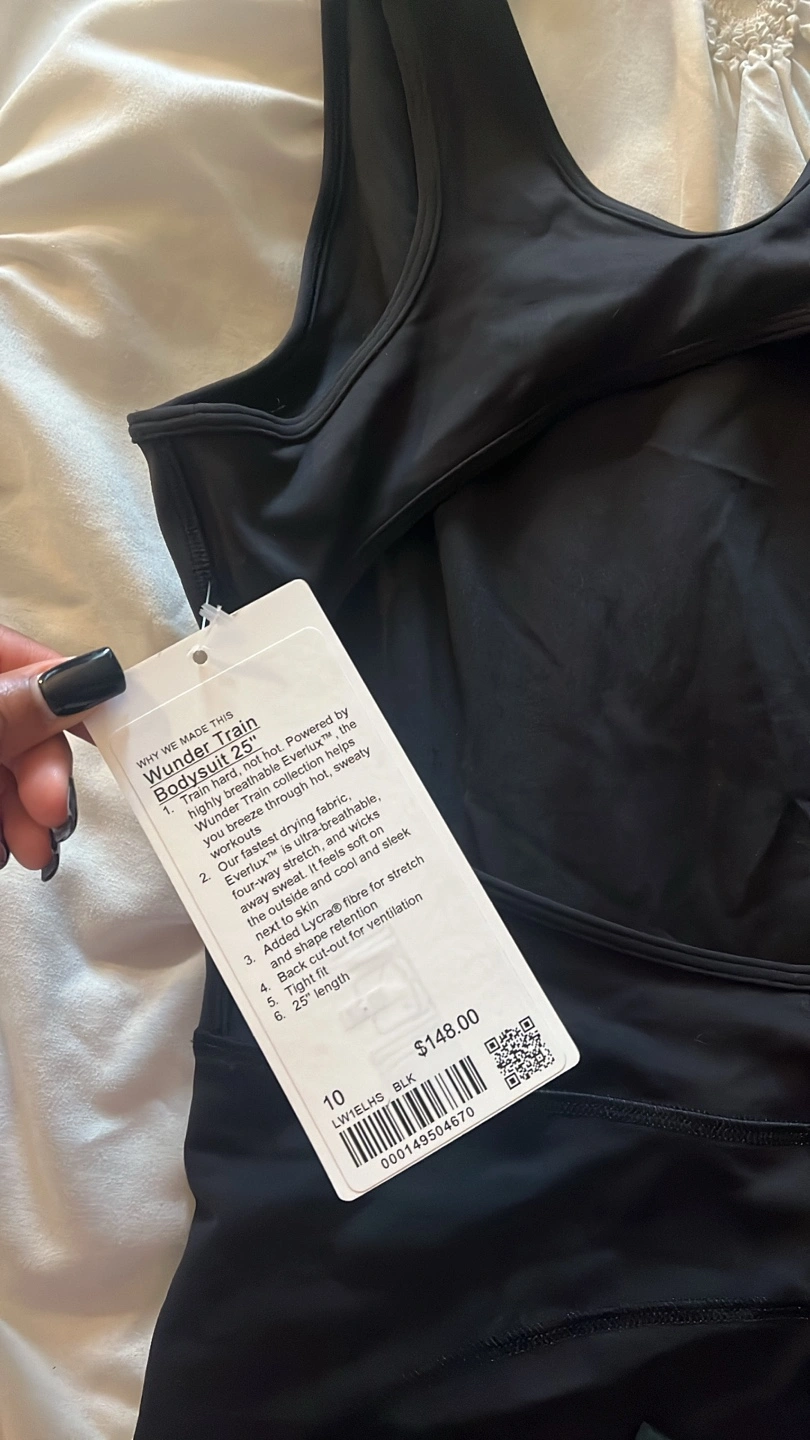 WHY WE MADE THIS
Wunder Train
Bodysuit 25"
1. Train hard, not hot. Powered by
highly breathable Everlux™, the
Wunder Train collection helps
you breeze through hot, sweaty
workouts
2. Our fastest drying fabric,
Everlux™ is ultra-breathable,
four-way stretch, and wicks
away sweat. It feels soft on
the outside and cool and sleek
next to skin
3. Added Lycra® fibre for stretch
and shape retention
4. Back cut-out for ventilation
5. Tight fit
6. 25" length
$148.00
10
LW1ELHS BLK
000149504670